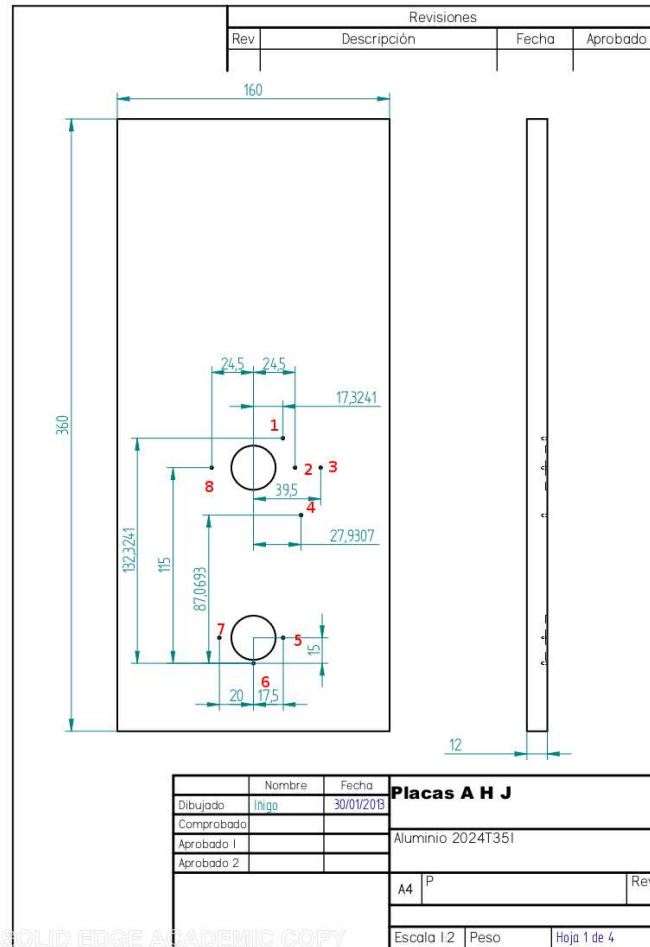 Revisiones
Rev Descripción Fecha Aprobado
160
360
24,5 24,5
17,3241
1
2 3
8
39,5
4
27,9307
132,3241
115
87,0693
7
5
15
6
20 17,5
12
Nombre Fecha
Dibujado Iñigo 30/01/2013
Comprobado
Aprobado 1
Aprobado 2
Placas A H J
Aluminio 2024T351
A4 P Rev
Escala 1:2 Peso Hoja 1 de 4
SOLID EDGE ACADEMIC COPY